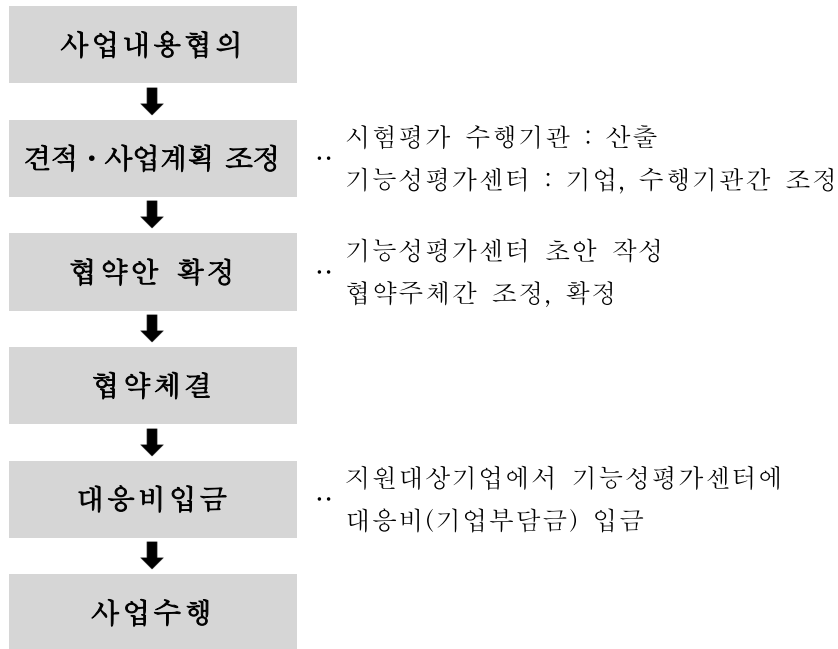 사업내용협의
견적·사업계획 조정
‥ 시험평가 수행기관 : 산출
기능성평가센터 : 기업, 수행기관간 조정
협약안 확정
‥ 기능성평가센터 초안 작성
협약주체간 조정, 확정
협약체결
대응비입금
‥ 지원대상기업에서 기능성평가센터에
대응비(기업부담금) 입금
사업수행